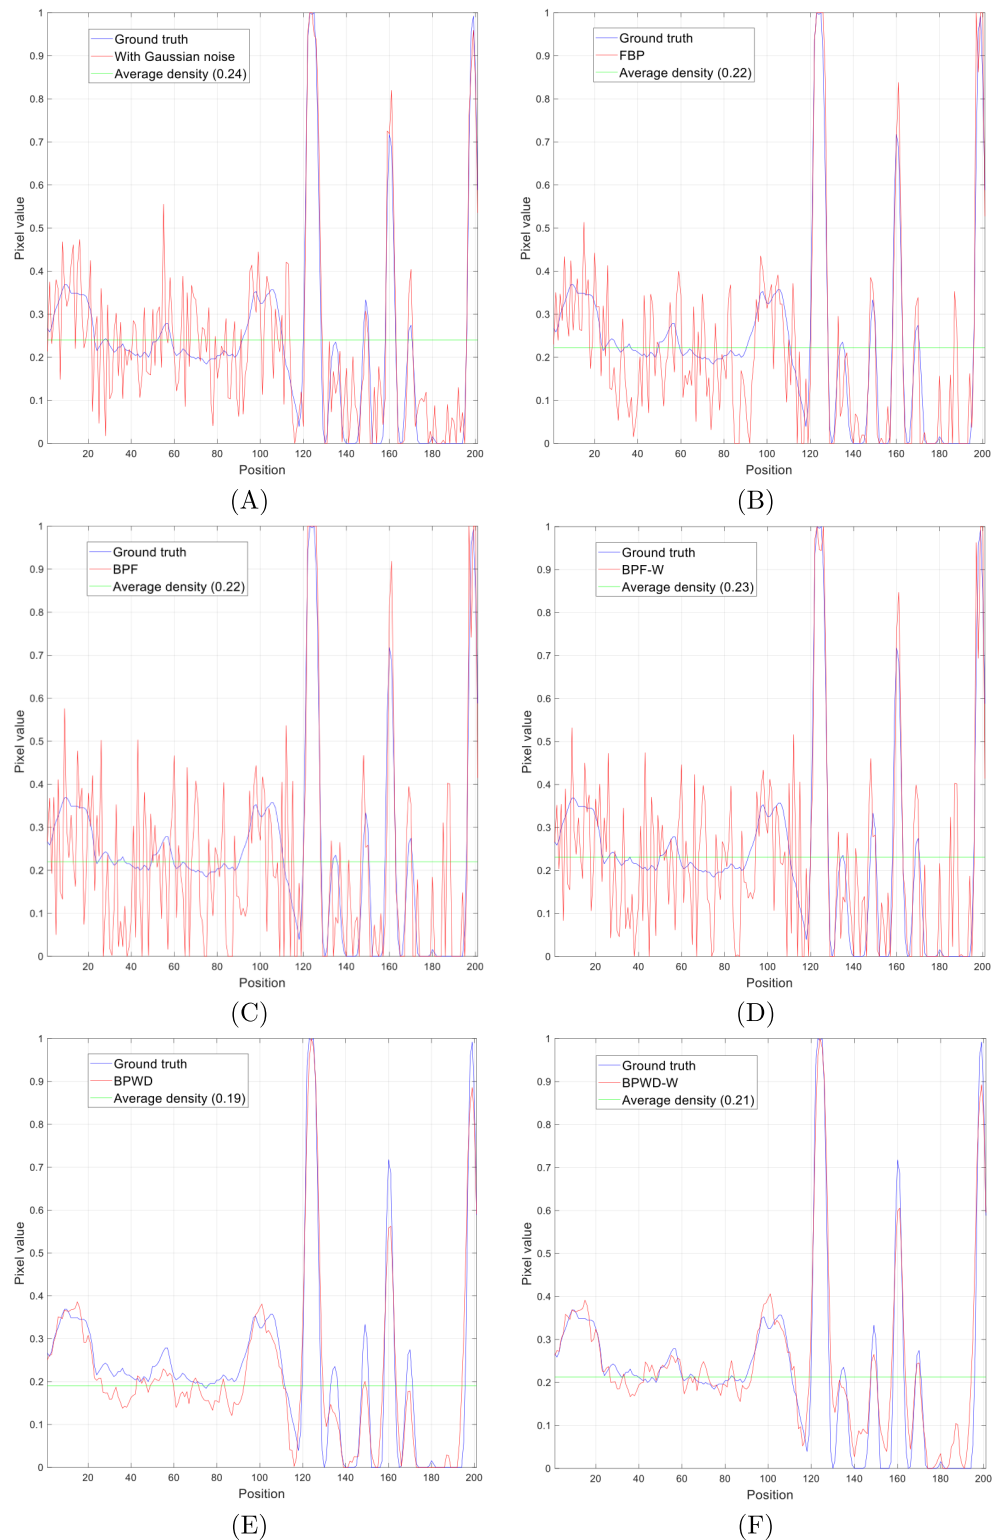 Ground truth
With Gaussian noise
Average density (0.24)
Pixel value
1
0.9
0.8
0.7
0.6
0.5
0.4
0.3
0.2
0.1
0
20 40 60 80 100 120 140 160 180 200
Position
(A)
Ground truth
FBP
Average density (0.22)
Pixel value
1
0.9
0.8
0.7
0.6
0.5
0.4
0.3
0.2
0.1
0
20 40 60 80 100 120 140 160 180 200
Position
(B)
Ground truth
BPF
Average density (0.22)
Pixel value
1
0.9
0.8
0.7
0.6
0.5
0.4
0.3
0.2
0.1
0
20 40 60 80 100 120 140 160 180 200
Position
(C)
Ground truth
BPF-W
Average density (0.23)
Pixel value
1
0.9
0.8
0.7
0.6
0.5
0.4
0.3
0.2
0.1
0
20 40 60 80 100 120 140 160 180 200
Position
(D)
Ground truth
BPWD
Average density (0.19)
Pixel value
1
0.9
0.8
0.7
0.6
0.5
0.4
0.3
0.2
0.1
0
20 40 60 80 100 120 140 160 180 200
Position
(E)
Ground truth
BPWD-W
Average density (0.21)
Pixel value
1
0.9
0.8
0.7
0.6
0.5
0.4
0.3
0.2
0.1
0
20 40 60 80 100 120 140 160 180 200
Position
(F)